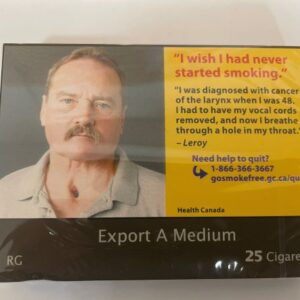 “I wish I had never
started smoking.”
“I was diagnosed with cancer
of the larynx when I was 48.
I had to have my vocal cords
removed, and now I breathe
through a hole in my throat.”
– Leroy
Need help to quit?
1-866-366-3667
gosmokefree.gc.ca/qu
Health Canada
Export A Medium
RG
25 Cigare